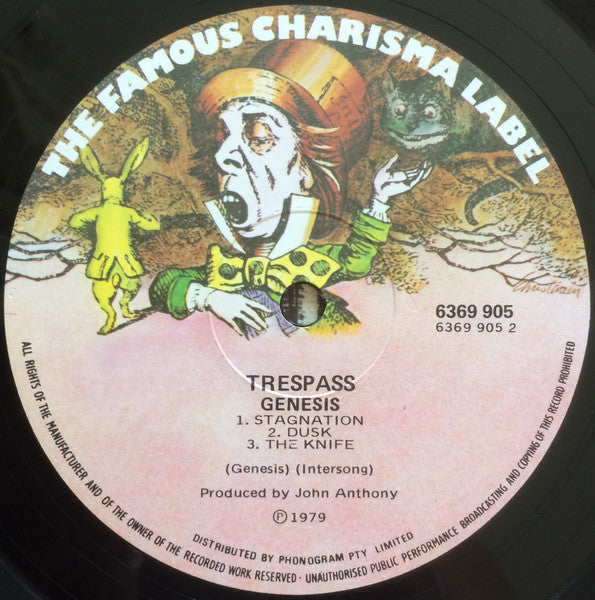 THE FAMOUS CHARISMA LABEL
6369 905
6369 905 2
TRESPASS
GENESIS
1. STAGNATION
2. DUSK
3. THE KNIFE
(Genesis) (Intersong)
Produced by John Anthony
Ⓟ 1979
DISTRIBUTED BY PHONOGRAM PTY LIMITED
ALL RIGHTS OF THE MANUFACTURER AND OF THE OWNER OF THE RECORDED WORK RESERVED · UNAUTHORISED PUBLIC PERFORMANCE BROADCASTING AND COPYING OF THIS RECORD PROHIBITED